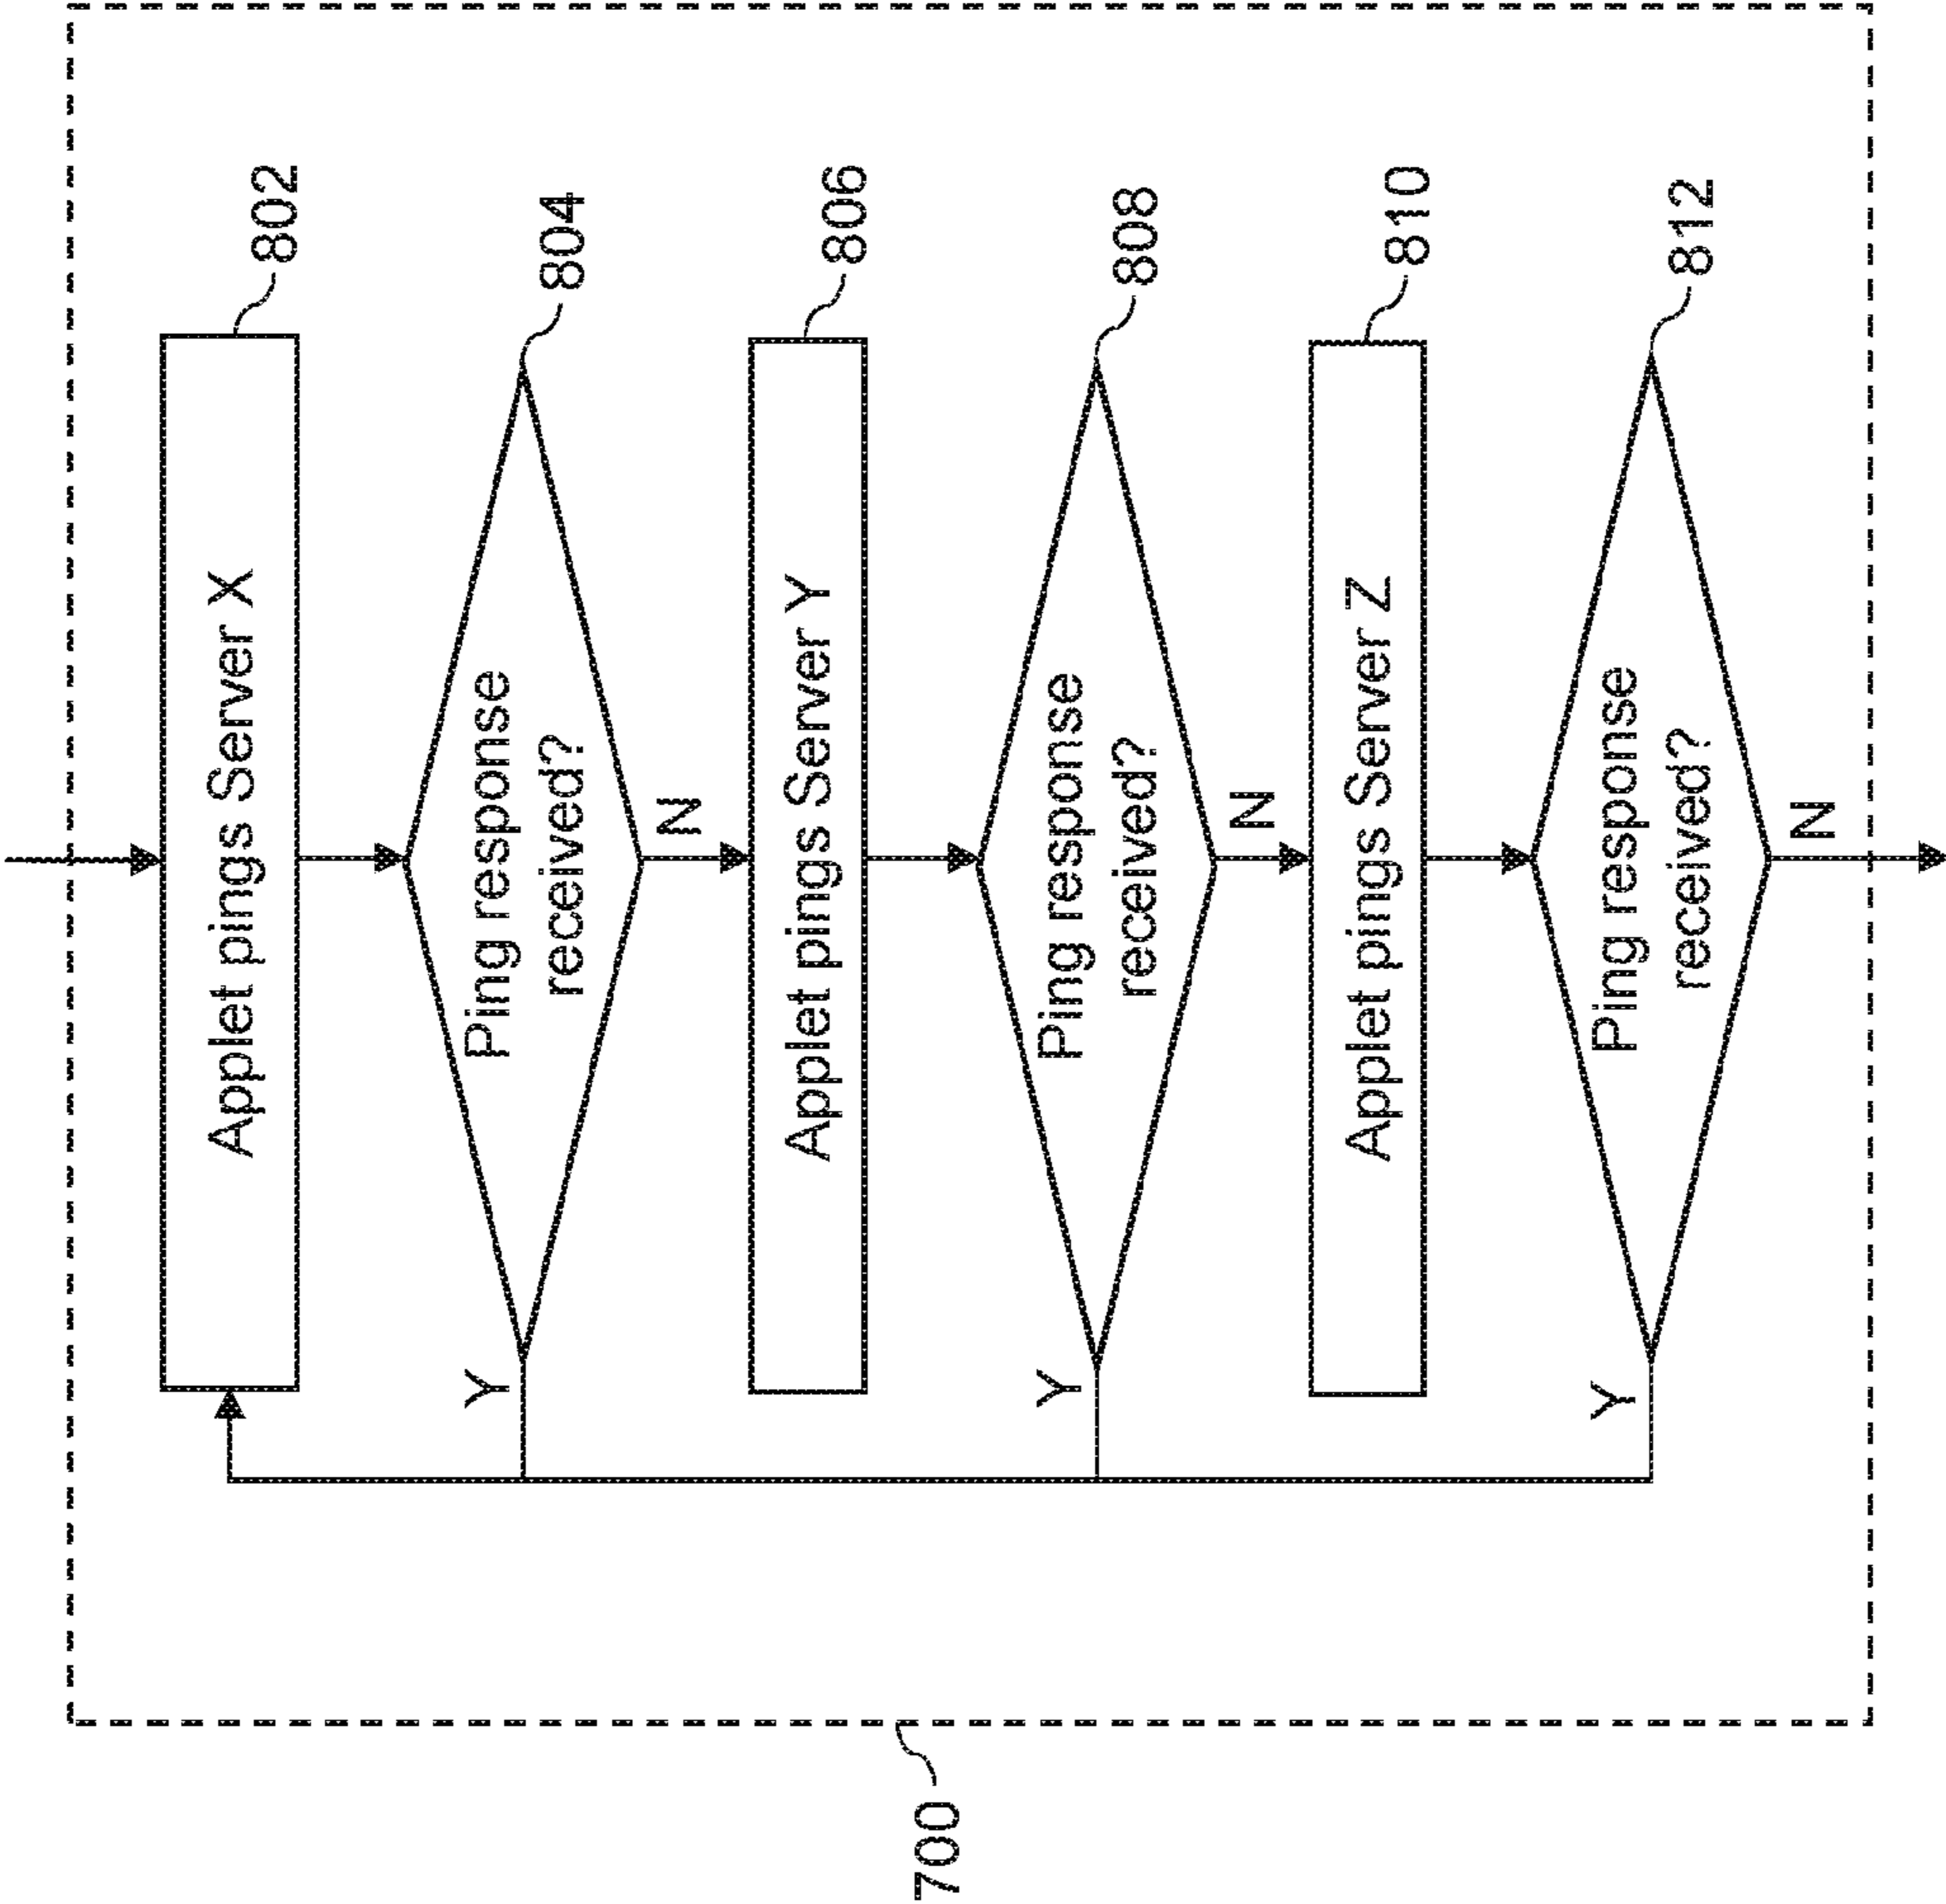 Applet pings Server X
802
Ping response
received?
804
Y
N
Applet pings Server Y
806
Ping response
received?
808
Y
N
Applet pings Server Z
810
Ping response
received?
812
Y
N
700